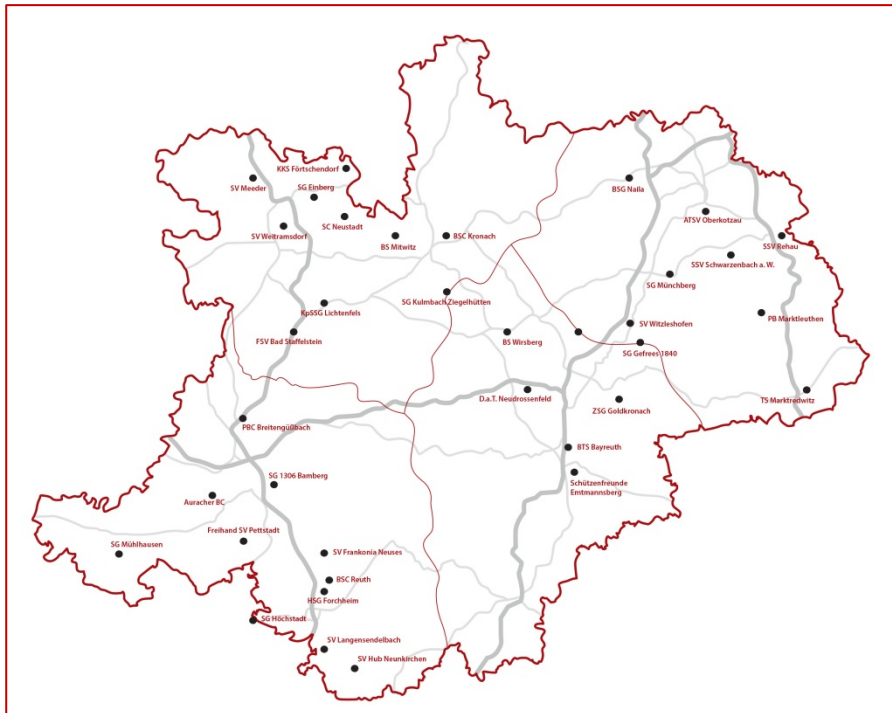 KKS Förtschendorf
SV Meeder
SG Einberg
BSG Naila
SC Neustadt
ATSV Oberkotzau
SV Weitramsdorf
BS Mitwitz
BSC Kronach
SSV Rehau
SSV Schwarzenbach a. W.
SG Münchberg
KpSSG Lichtenfels
SG Kulmbach Ziegelhütten
PB Marktleuthen
SV Witzleshofen
FSV Bad Staffelstein
BS Wirsberg
SG Gefrees 1840
D.a.T. Neudrossenfeld
TS Marktredwitz
ZSG Goldkronach
PBC Breitengüßbach
BTS Bayreuth
SG 1306 Bamberg
Schützenfreunde
Emtmannsberg
Auracher BC
Freihand SV Pettstadt
SG Mühlhausen
SV Frankonia Neuses
BSC Reuth
HSG Forchheim
SG Höchstadt
SV Langensendelbach
SV Hub Neunkirchen